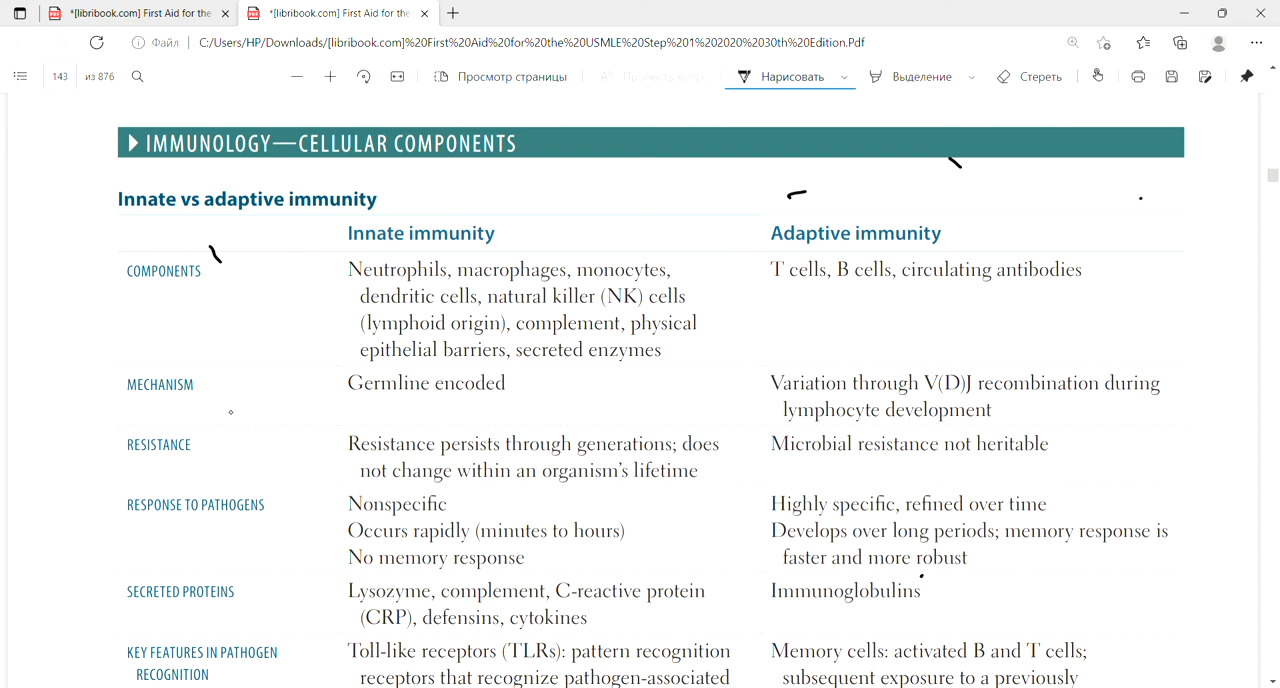 *[libribook.com] First Aid for the
*[libribook.com] First Aid for the
Файл C:/Users/HP/Downloads/[libribook.com]%20First%20Aid%20for%20the%20USMLE%20Step%201%202020%2030th%20Edition.Pdf
143 из 876 Просмотр страницы Нарисовать Выделение Стереть
IMMUNOLOGY—CELLULAR COMPONENTS
Innate vs adaptive immunity
Innate immunity Adaptive immunity
COMPONENTS Neutrophils, macrophages, monocytes, T cells, B cells, circulating antibodies
dendritic cells, natural killer (NK) cells
(lymphoid origin), complement, physical
epithelial barriers, secreted enzymes
MECHANISM Germline encoded Variation through V(D)J recombination during
lymphocyte development
RESISTANCE Resistance persists through generations; does Microbial resistance not heritable
not change within an organism's lifetime
RESPONSE TO PATHOGENS Nonspecific Highly specific, refined over time
Occurs rapidly (minutes to hours) Develops over long periods; memory response is
No memory response faster and more robust
SECRETED PROTEINS Lysozyme, complement, C-reactive protein Immunoglobulins
(CRP), defensins, cytokines
KEY FEATURES IN PATHOGEN Toll-like receptors (TLRs): pattern recognition Memory cells: activated B and T cells;
RECOGNITION receptors that recognize pathogen-associated subsequent exposure to a previously